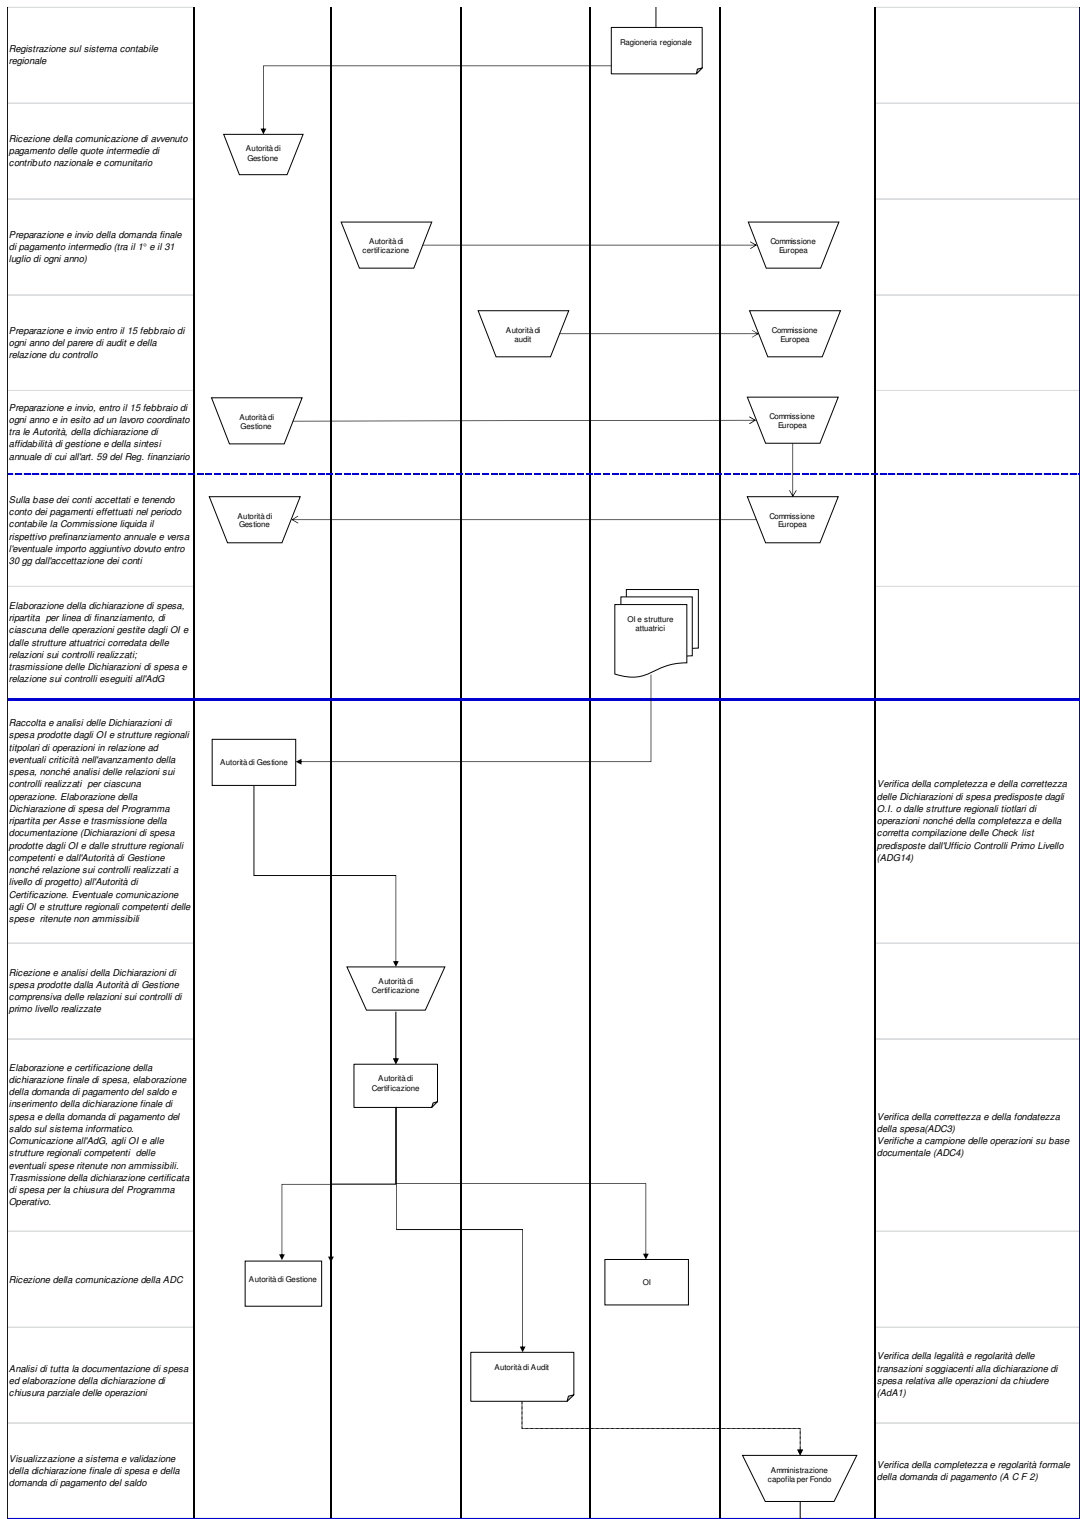 Registrazione sul sistema contabile
regionale
Ragioneria regionale
Ricezione della comunicazione di avvenuto
pagamento delle quote intermedie di
contributo nazionale e comunitario
Autorità di
Gestione
Preparazione e invio della domanda finale
di pagamento intermedio (tra il 1° e il 31
luglio di ogni anno)
Autorità di
certificazione
Commissione
Europea
Preparazione e invio entro il 15 febbraio di
ogni anno del parere di audit e della
relazione du controllo
Autorità di
audit
Commissione
Europea
Preparazione e invio, entro il 15 febbraio di
ogni anno e in esito ad un lavoro coordinato
tra le Autorità, della dichiarazione di
affidabilità di gestione e della sintesi
annuale di cui all'art. 59 del Reg. finanziario
Autorità di
Gestione
Commissione
Europea
Sulla base dei conti accettati e tenendo
conto dei pagamenti effettuati nel periodo
contabile la Commissione liquida il
rispettivo prefinanziamento annuale e versa
l'eventuale importo aggiuntivo dovuto entro
30 gg dall'accettazione dei conti
Autorità di
Gestione
Commissione
Europea
Elaborazione della dichiarazione di spesa,
ripartita per linea di finanziamento, di
ciascuna delle operazioni gestite dagli OI e
dalle strutture attuatrici corredata delle
relazioni sui controlli realizzati;
trasmissione delle Dichiarazioni di spesa e
relazione sui controlli eseguiti all'AdG
OI e strutture
attuatrici
Raccolta e analisi delle Dichiarazioni di
spesa prodotte dagli OI e strutture regionali
titpolari di operazioni in relazione ad
eventuali criticità nell'avanzamento della
spesa, nonché analisi delle relazioni sui
controlli realizzati per ciascuna
operazione. Elaborazione della
Dichiarazione di spesa del Programma
ripartita per Asse e trasmissione della
documentazione (Dichiarazioni di spesa
prodotte dagli OI e dalle strutture regionali
competenti e dall'Autorità di Gestione
nonché relazione sui controlli realizzati a
livello di progetto) all'Autorità di
Certificazione. Eventuale comunicazione
agli OI e strutture regionali competenti delle
spese ritenute non ammissibili
Autorità di Gestione
Verifica della completezza e della correttezza
delle Dichiarazioni di spesa predisposte dagli
O.I. o dalle strutture regionali tiotlari di
operazioni nonché della completezza e della
corretta compilazione delle Check list
predisposte dall'Ufficio Controlli Primo Livello
(ADG14)
Ricezione e analisi della Dichiarazioni di
spesa prodotte dalla Autorità di Gestione
comprensiva delle relazioni sui controlli di
primo livello realizzate
Autorità di
Certificazione
Elaborazione e certificazione della
dichiarazione finale di spesa, elaborazione
della domanda di pagamento del saldo e
inserimento della dichiarazione finale di
spesa e della domanda di pagamento del
saldo sul sistema informatico.
Comunicazione all'AdG, agli OI e alle
strutture regionali competenti delle
eventuali spese ritenute non ammissibili.
Trasmissione della dichiarazione certificata
di spesa per la chiusura del Programma
Operativo.
Autorità di
Certificazione
Verifica della correttezza e della fondatezza
della spesa(ADC3)
Verifiche a campione delle operazioni su base
documentale (ADC4)
Ricezione della comunicazione della ADC
Autorità di Gestione
OI
Analisi di tutta la documentazione di spesa
ed elaborazione della dichiarazione di
chiusura parziale delle operazioni
Autorità di Audit
Verifica della legalità e regolarità delle
transazioni soggiacenti alla dichiarazione di
spesa relativa alle operazioni da chiudere
(AdA1)
Visualizzazione a sistema e validazione
della dichiarazione finale di spesa e della
domanda di pagamento del saldo
Amministrazione
capofila per Fondo
Verifica della completezza e regolarità formale
della domanda di pagamento (A C F 2)